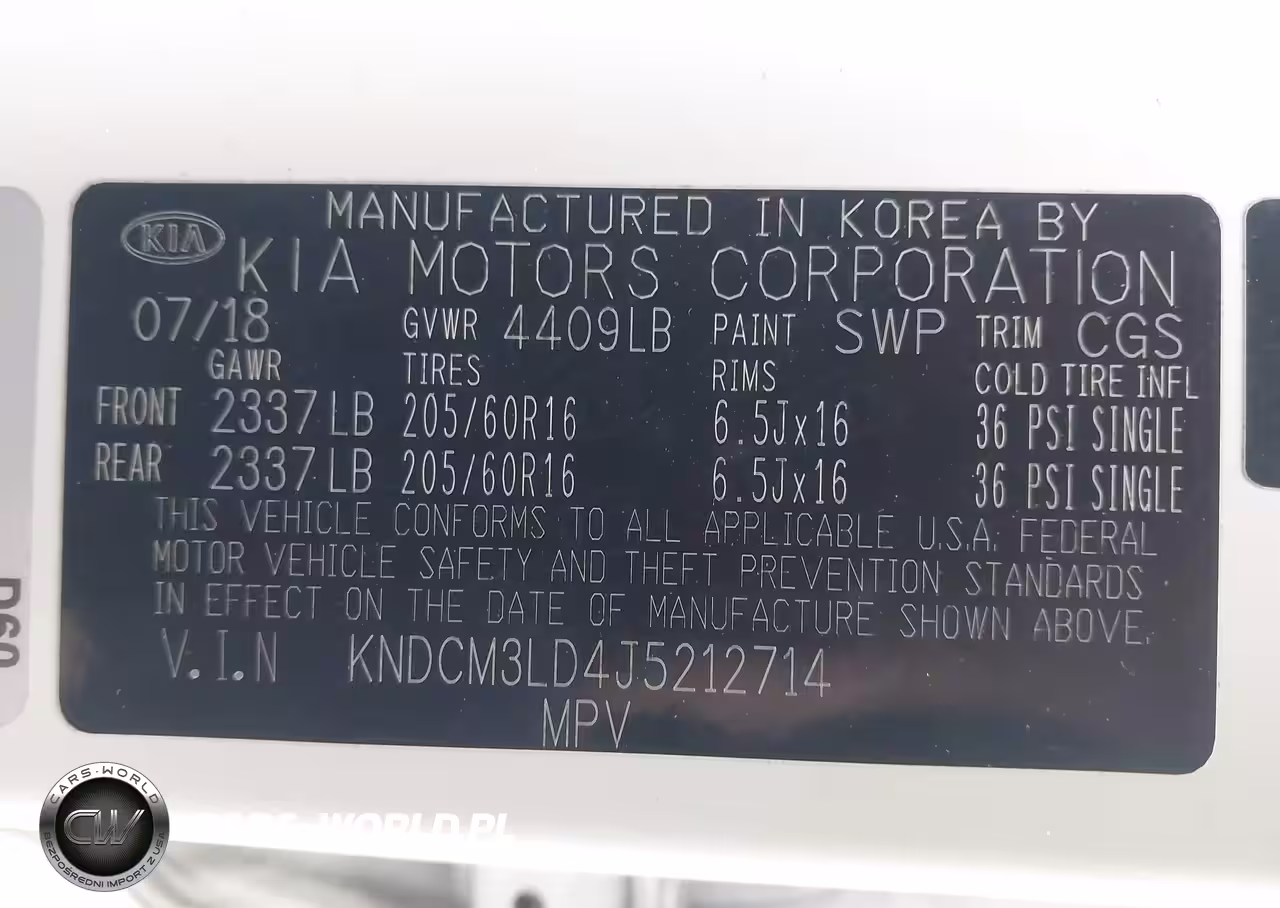 MANUFACTURED IN KOREA BY
KIA KIA MOTORS CORPORATION
07/18 GVWR 4409LB PAINT SWP TRIM CGS
GAWR TIRES RIMS COLD TIRE INFL
FRONT 2337 LB 205/60R16 6.5Jx16 36 PSI SINGLE
REAR 2337 LB 205/60R16 6.5Jx16 36 PSI SINGLE
THIS VEHICLE CONFORMS TO ALL APPLICABLE U.S.A. FEDERAL
MOTOR VEHICLE SAFETY AND THEFT PREVENTION STANDARDS
IN EFFECT ON THE DATE OF MANUFACTURE SHOWN ABOVE.
V.I.N KNDCM3LD4J5212714
MPV
CARS-WORLD
CW
BEZPOŚREDNI IMPORT Z USA
CARS-WORLD.PL